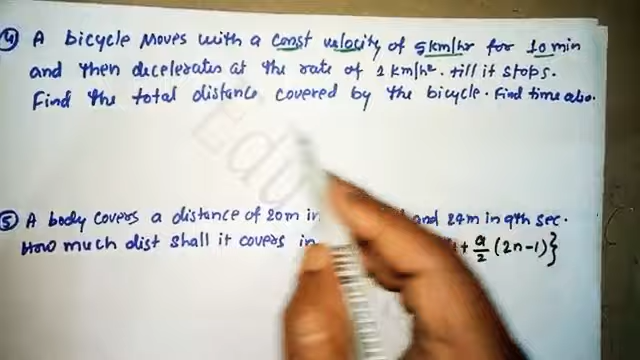 ④ A bicycle moves with a const velocity of 5km/hr for 10 min
and then decelerates at the rate of 1 km/h². till it stops.
Find the total distance covered by the bicycle. Find time also.
⑤ A body covers a distance of 20m in and 24m in 9th sec.
How much dist shall it covers in + a/2 (2n-1)}
Edu